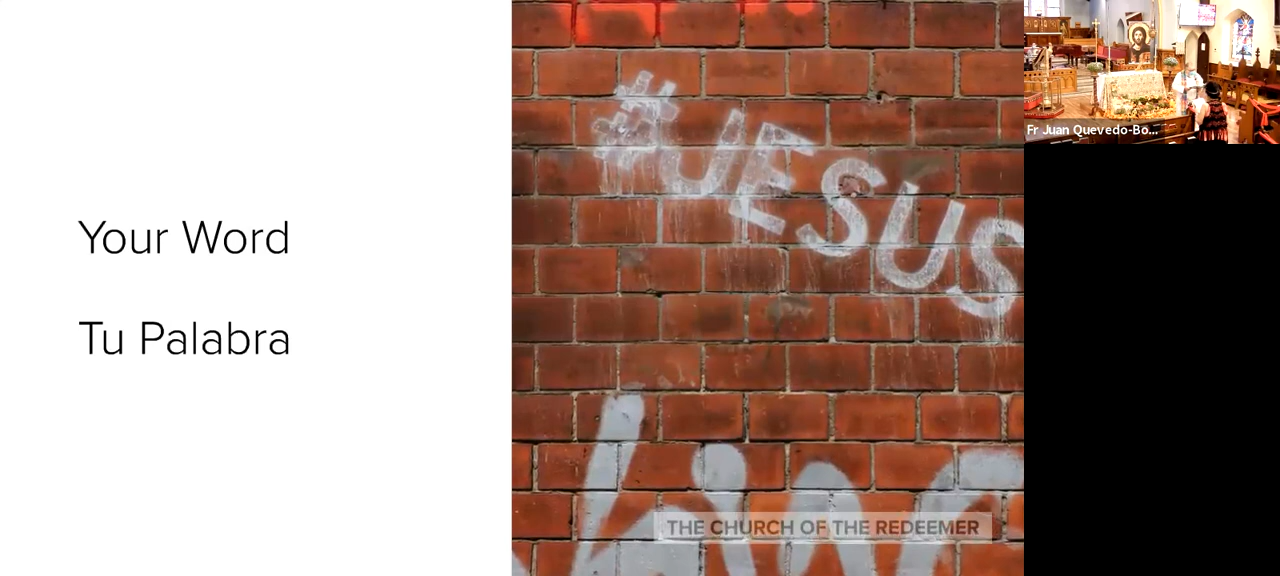 Your Word
Tu Palabra
#JESUS
THE CHURCH OF THE REDEEMER
Fr Juan Quevedo-Bo...